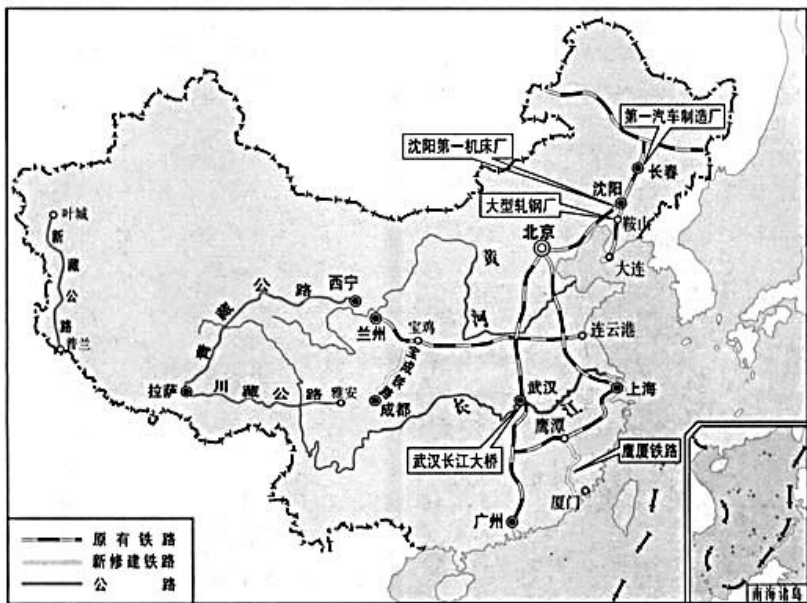 第一汽车制造厂
沈阳第一机床厂
长春
沈阳
大型轧钢厂
鞍山
叶城
北京
大连
新藏公路
黄河
西宁
青藏公路
兰州
宝鸡
连云港
普兰
宝成铁路
拉萨
川藏公路
雅安
成都
武汉
上海
长江
鹰潭
武汉长江大桥
鹰厦铁路
厦门
广州
原有铁路
新修建铁路
公路
南海诸岛